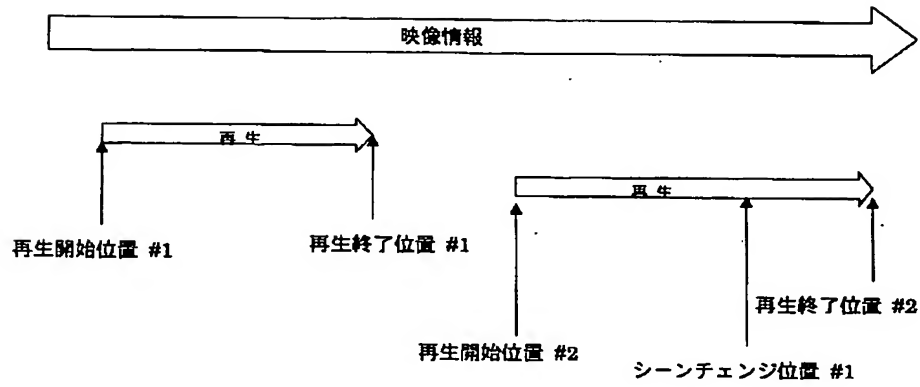 映像情報
再 生
再生開始位置 #1
再生終了位置 #1
再 生
再生終了位置 #2
再生開始位置 #2
シーンチェンジ位置 #1